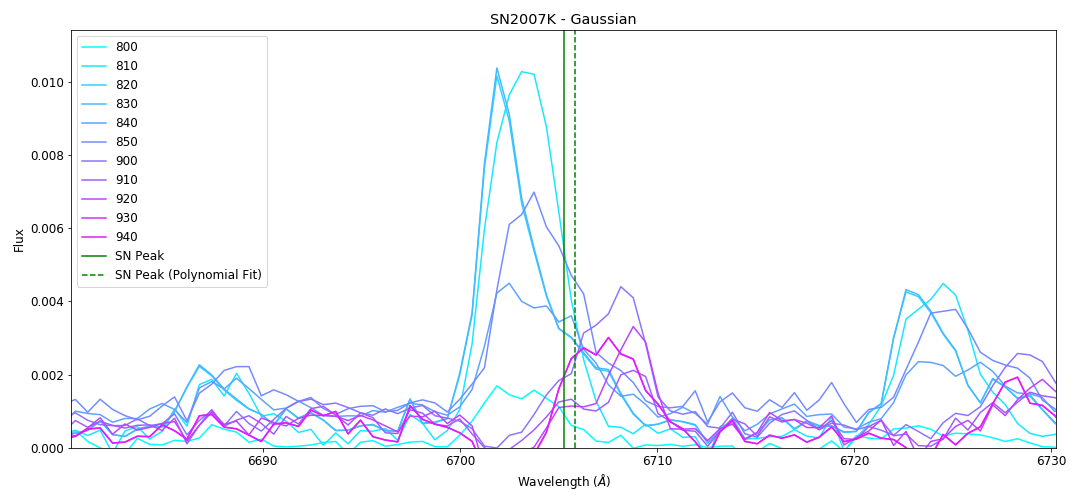 SN2007K - Gaussian
800
810
820
830
840
850
900
910
920
930
940
SN Peak
SN Peak (Polynomial Fit)
0.010
0.008
0.006
0.004
0.002
0.000
Flux
6690 6700 6710 6720 6730
Wavelength (Å)